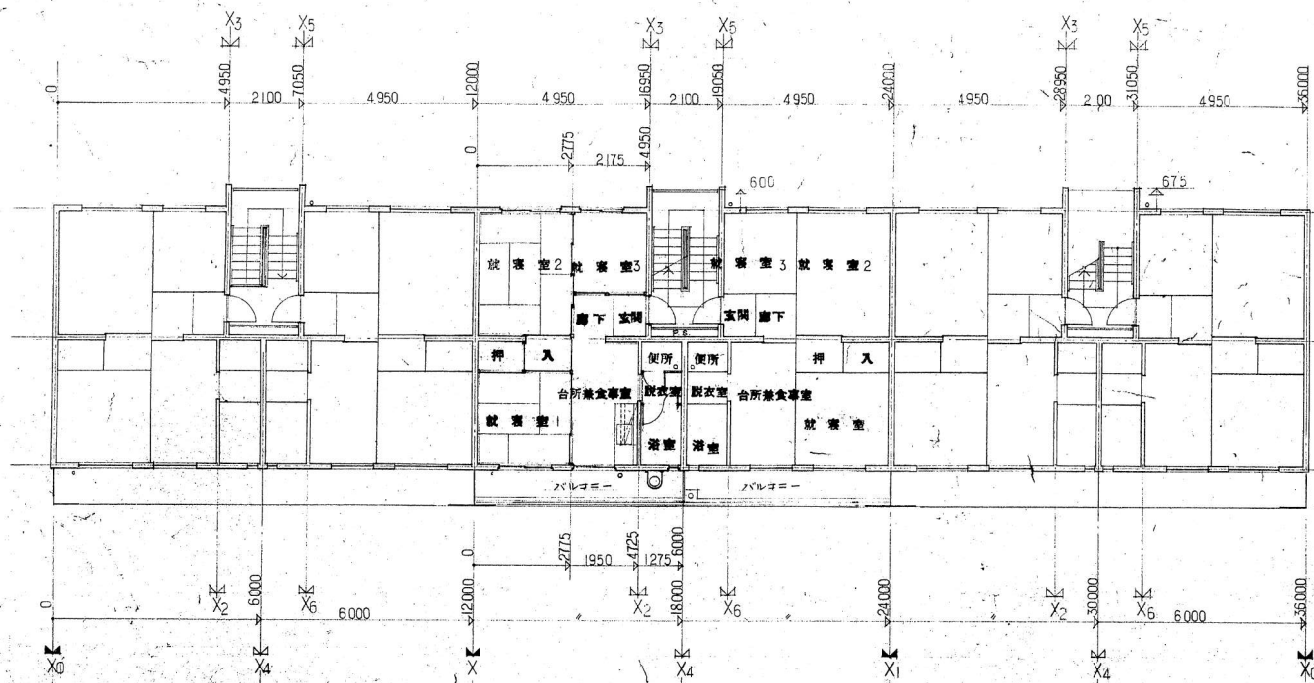 X3 X5 X3 X5 X3 X5
0 4950 7050 12000 16950 19050 24000 28950 31050 36000
2100 4950 4950 2100 4950 4950 2100 4950
0 2775 4950
2175
600 675
就寝室2 就寝室3 就寝室3 就寝室2
廊下 玄関 玄関 廊下
P.S.
押入 便所 便所 押入
台所兼食事室 脱衣室 脱衣室 台所兼食事室
就寝室1 浴室 浴室 就寝室
バルコニー バルコニー
0 2775 4725 6000
1950 1275
X2 X6 X2 X6 X2 X6
0 6000 12000 18000 24000 30000 36000
6000 〃 〃 6000
X0 X4 X X4 X1 X4